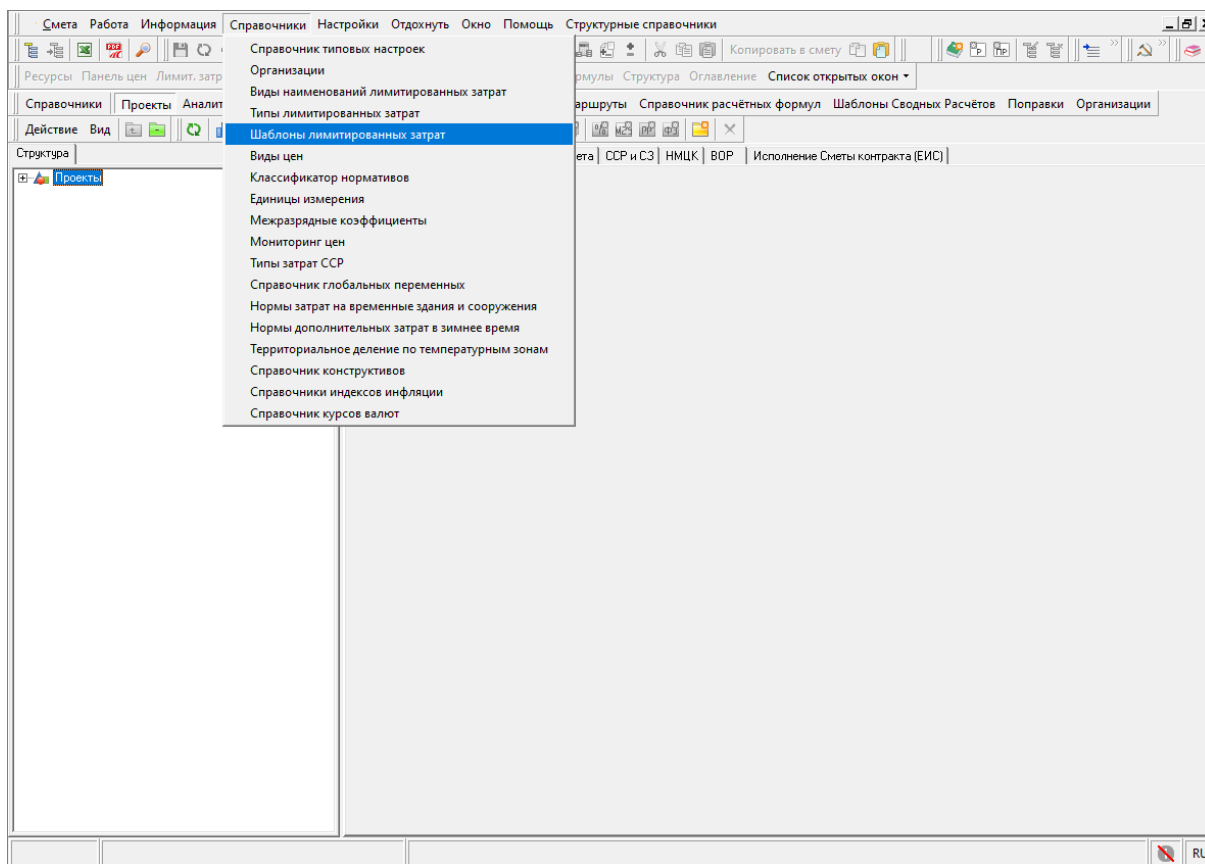 Смета Работа Информация Справочники Настройки Отдохнуть Окно Помощь Структурные справочники
Копировать в смету
Ресурсы Панель цен Лимит. Структура Оглавление Список открытых окон
Справочники Проекты Справочник расчётных формул Шаблоны Сводных Расчётов Поправки Организации
Действие Вид
Структура ССР и СЗ НМЦК ВОР Исполнение Сметы контракта (ЕИС)
Проекты
Справочник типовых настроек
Организации
Виды наименований лимитированных затрат
Типы лимитированных затрат
Шаблоны лимитированных затрат
Виды цен
Классификатор нормативов
Единицы измерения
Межразрядные коэффициенты
Мониторинг цен
Типы затрат ССР
Справочник глобальных переменных
Нормы затрат на временные здания и сооружения
Нормы дополнительных затрат в зимнее время
Территориальное деление по температурным зонам
Справочник конструктивов
Справочники индексов инфляции
Справочник курсов валют
RU